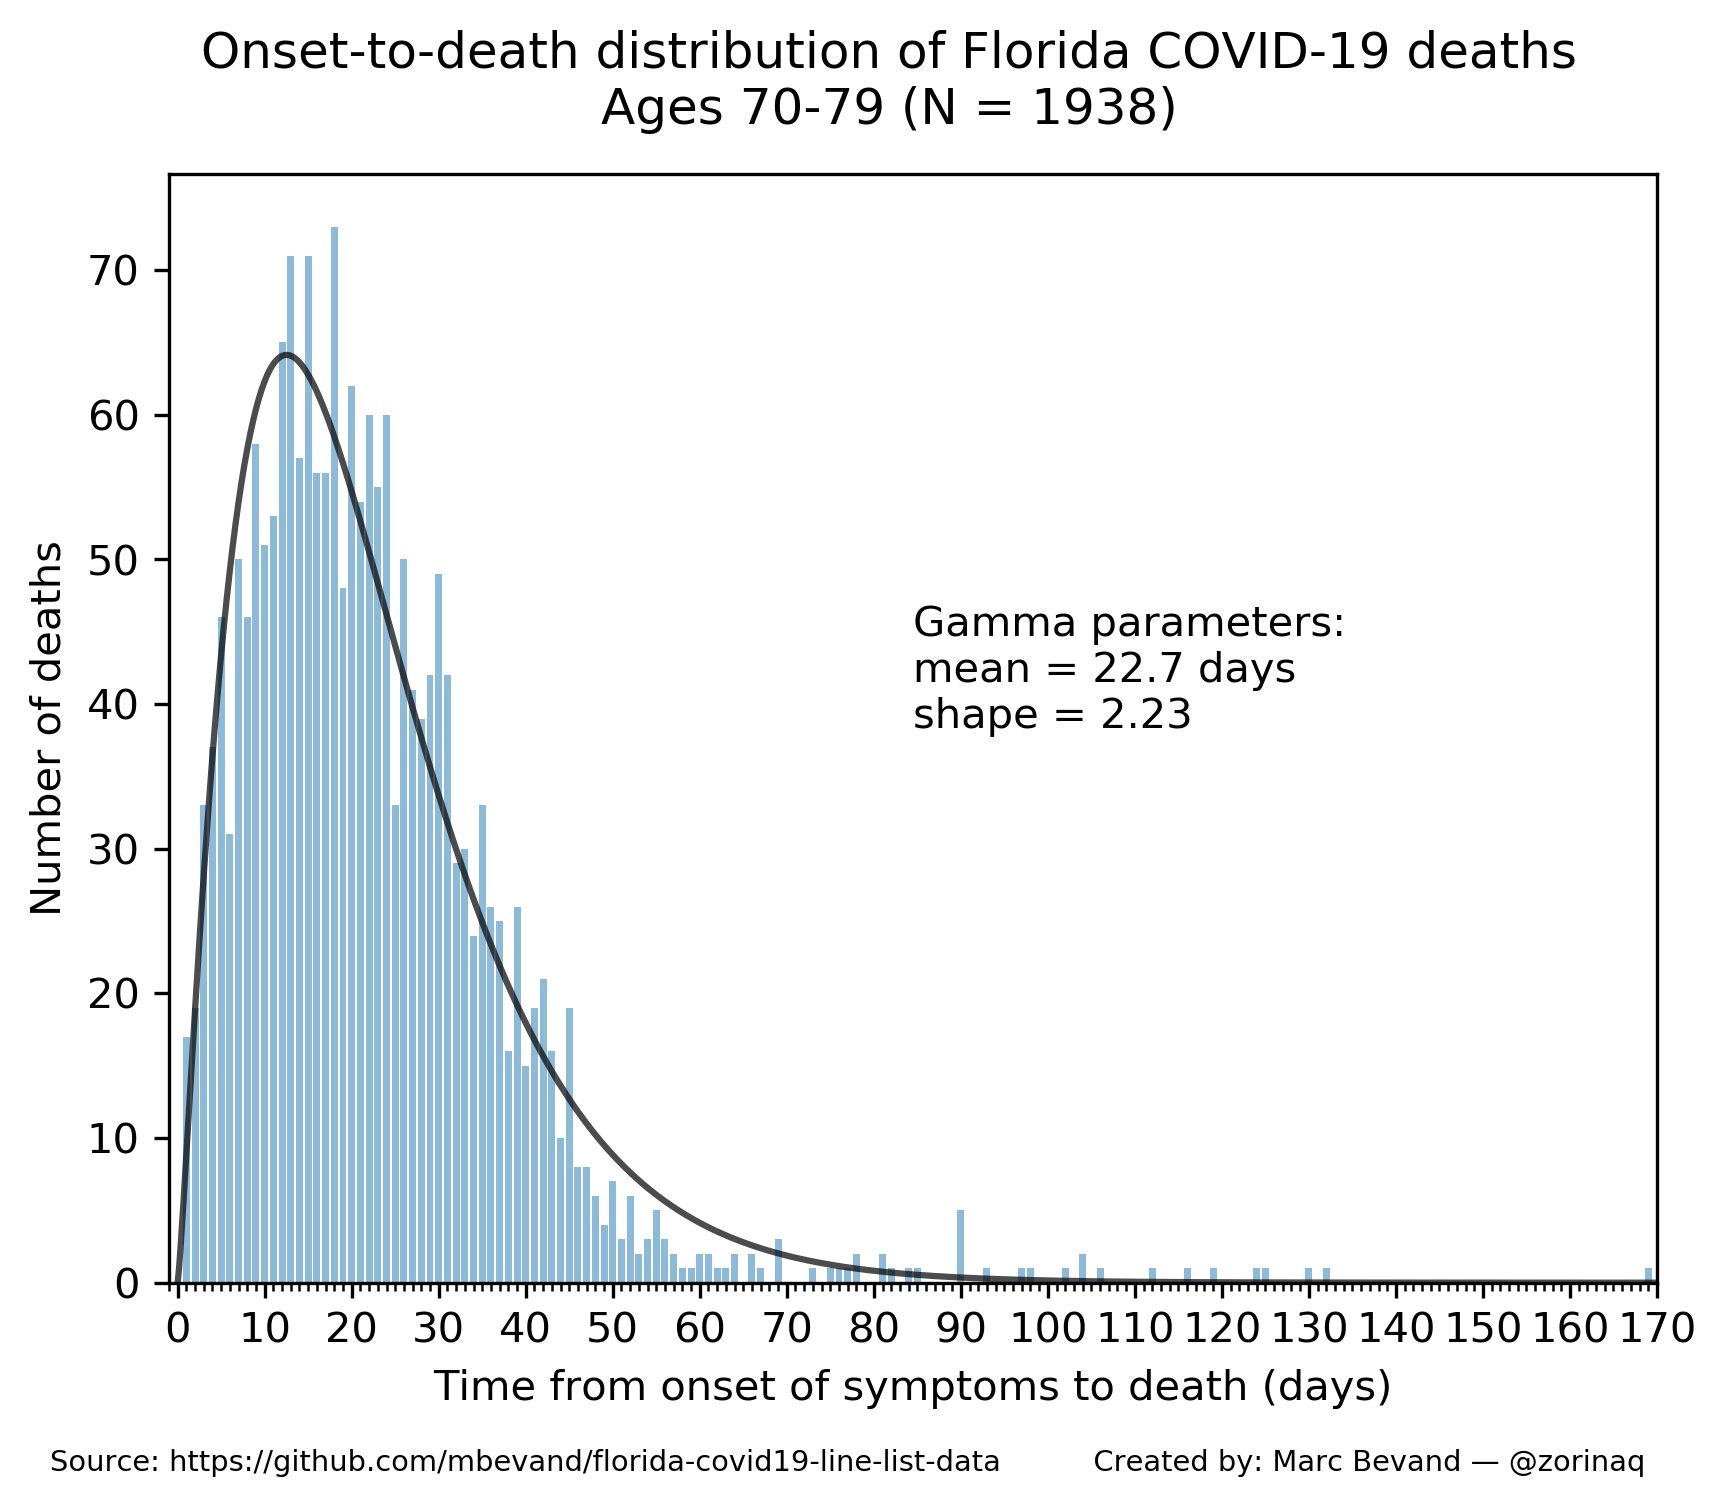 Onset-to-death distribution of Florida COVID-19 deaths
Ages 70-79 (N = 1938)
Number of deaths
70
60
50
40
30
20
10
0
Gamma parameters:
mean = 22.7 days
shape = 2.23
0 10 20 30 40 50 60 70 80 90 100 110 120 130 140 150 160 170
Time from onset of symptoms to death (days)
Source: https://github.com/mbevand/florida-covid19-line-list-data Created by: Marc Bevand — @zorinaq